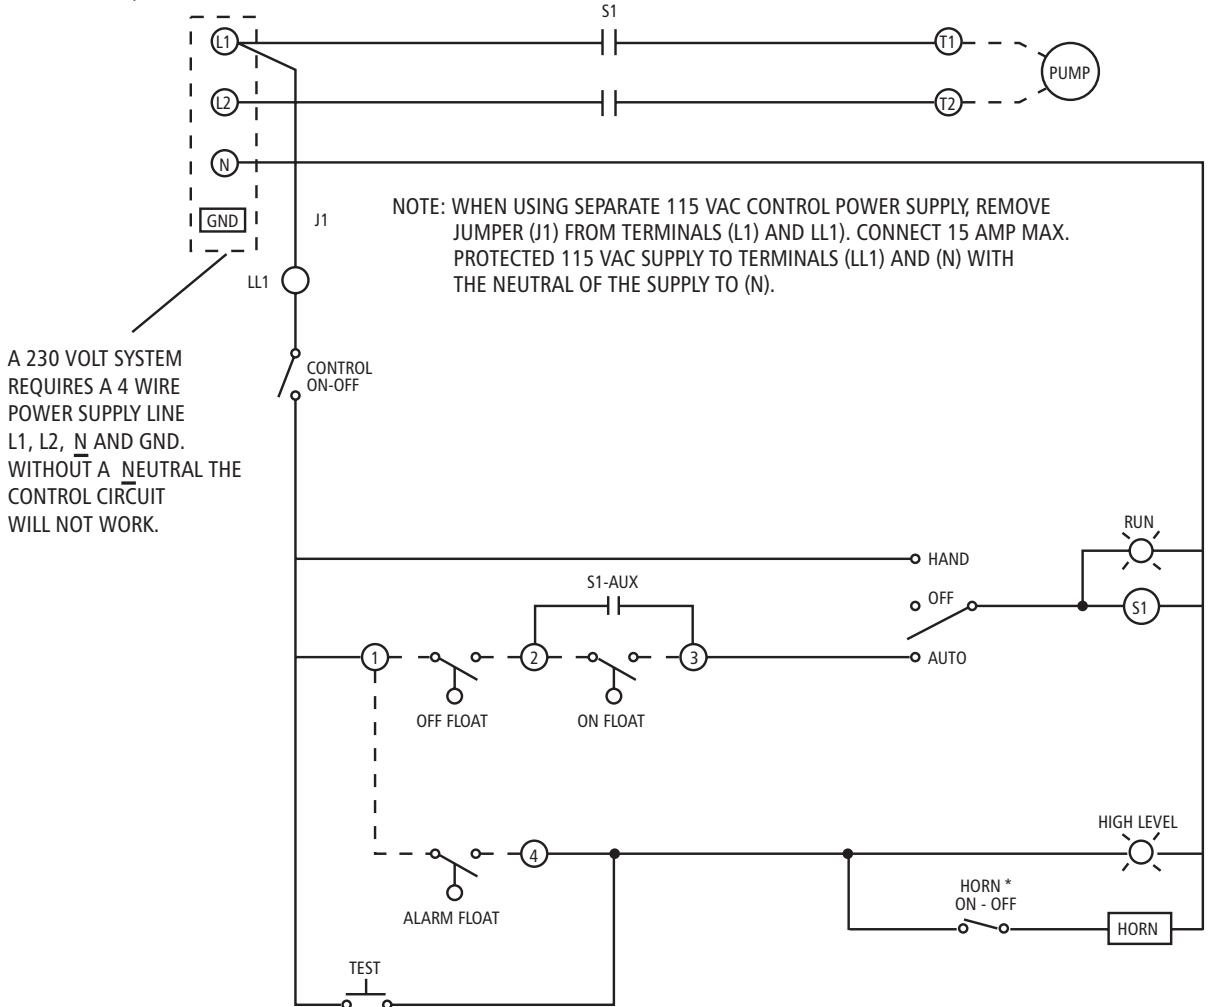 S1
L1
T1
PUMP
L2
T2
N
GND
J1
NOTE: WHEN USING SEPARATE 115 VAC CONTROL POWER SUPPLY, REMOVE
JUMPER (J1) FROM TERMINALS (L1) AND LL1). CONNECT 15 AMP MAX.
PROTECTED 115 VAC SUPPLY TO TERMINALS (LL1) AND (N) WITH
THE NEUTRAL OF THE SUPPLY TO (N).
LL1
A 230 VOLT SYSTEM
REQUIRES A 4 WIRE
POWER SUPPLY LINE
L1, L2, N AND GND.
WITHOUT A NEUTRAL THE
CONTROL CIRCUIT
WILL NOT WORK.
CONTROL
ON-OFF
RUN
HAND
S1-AUX
OFF
S1
1
2
3
AUTO
OFF FLOAT
ON FLOAT
HIGH LEVEL
4
ALARM FLOAT
HORN *
ON - OFF
HORN
TEST